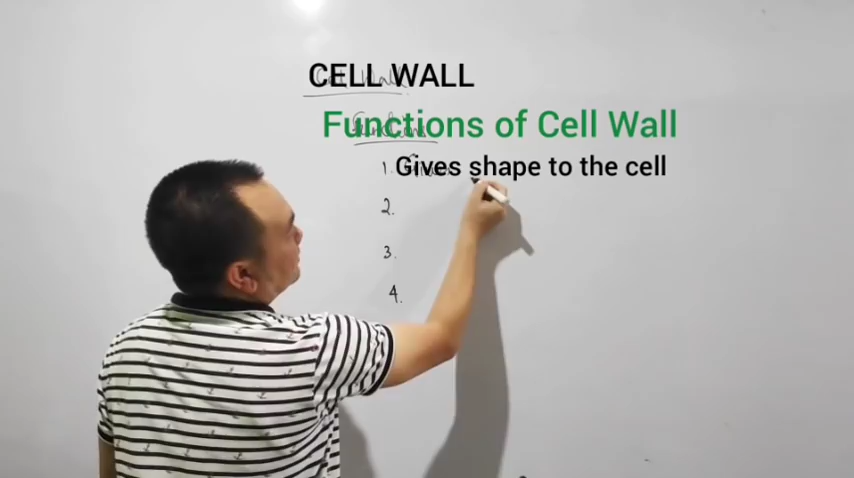 CELL WALL
Functions of Cell Wall
1. Gives shape to the cell
2.
3.
4.